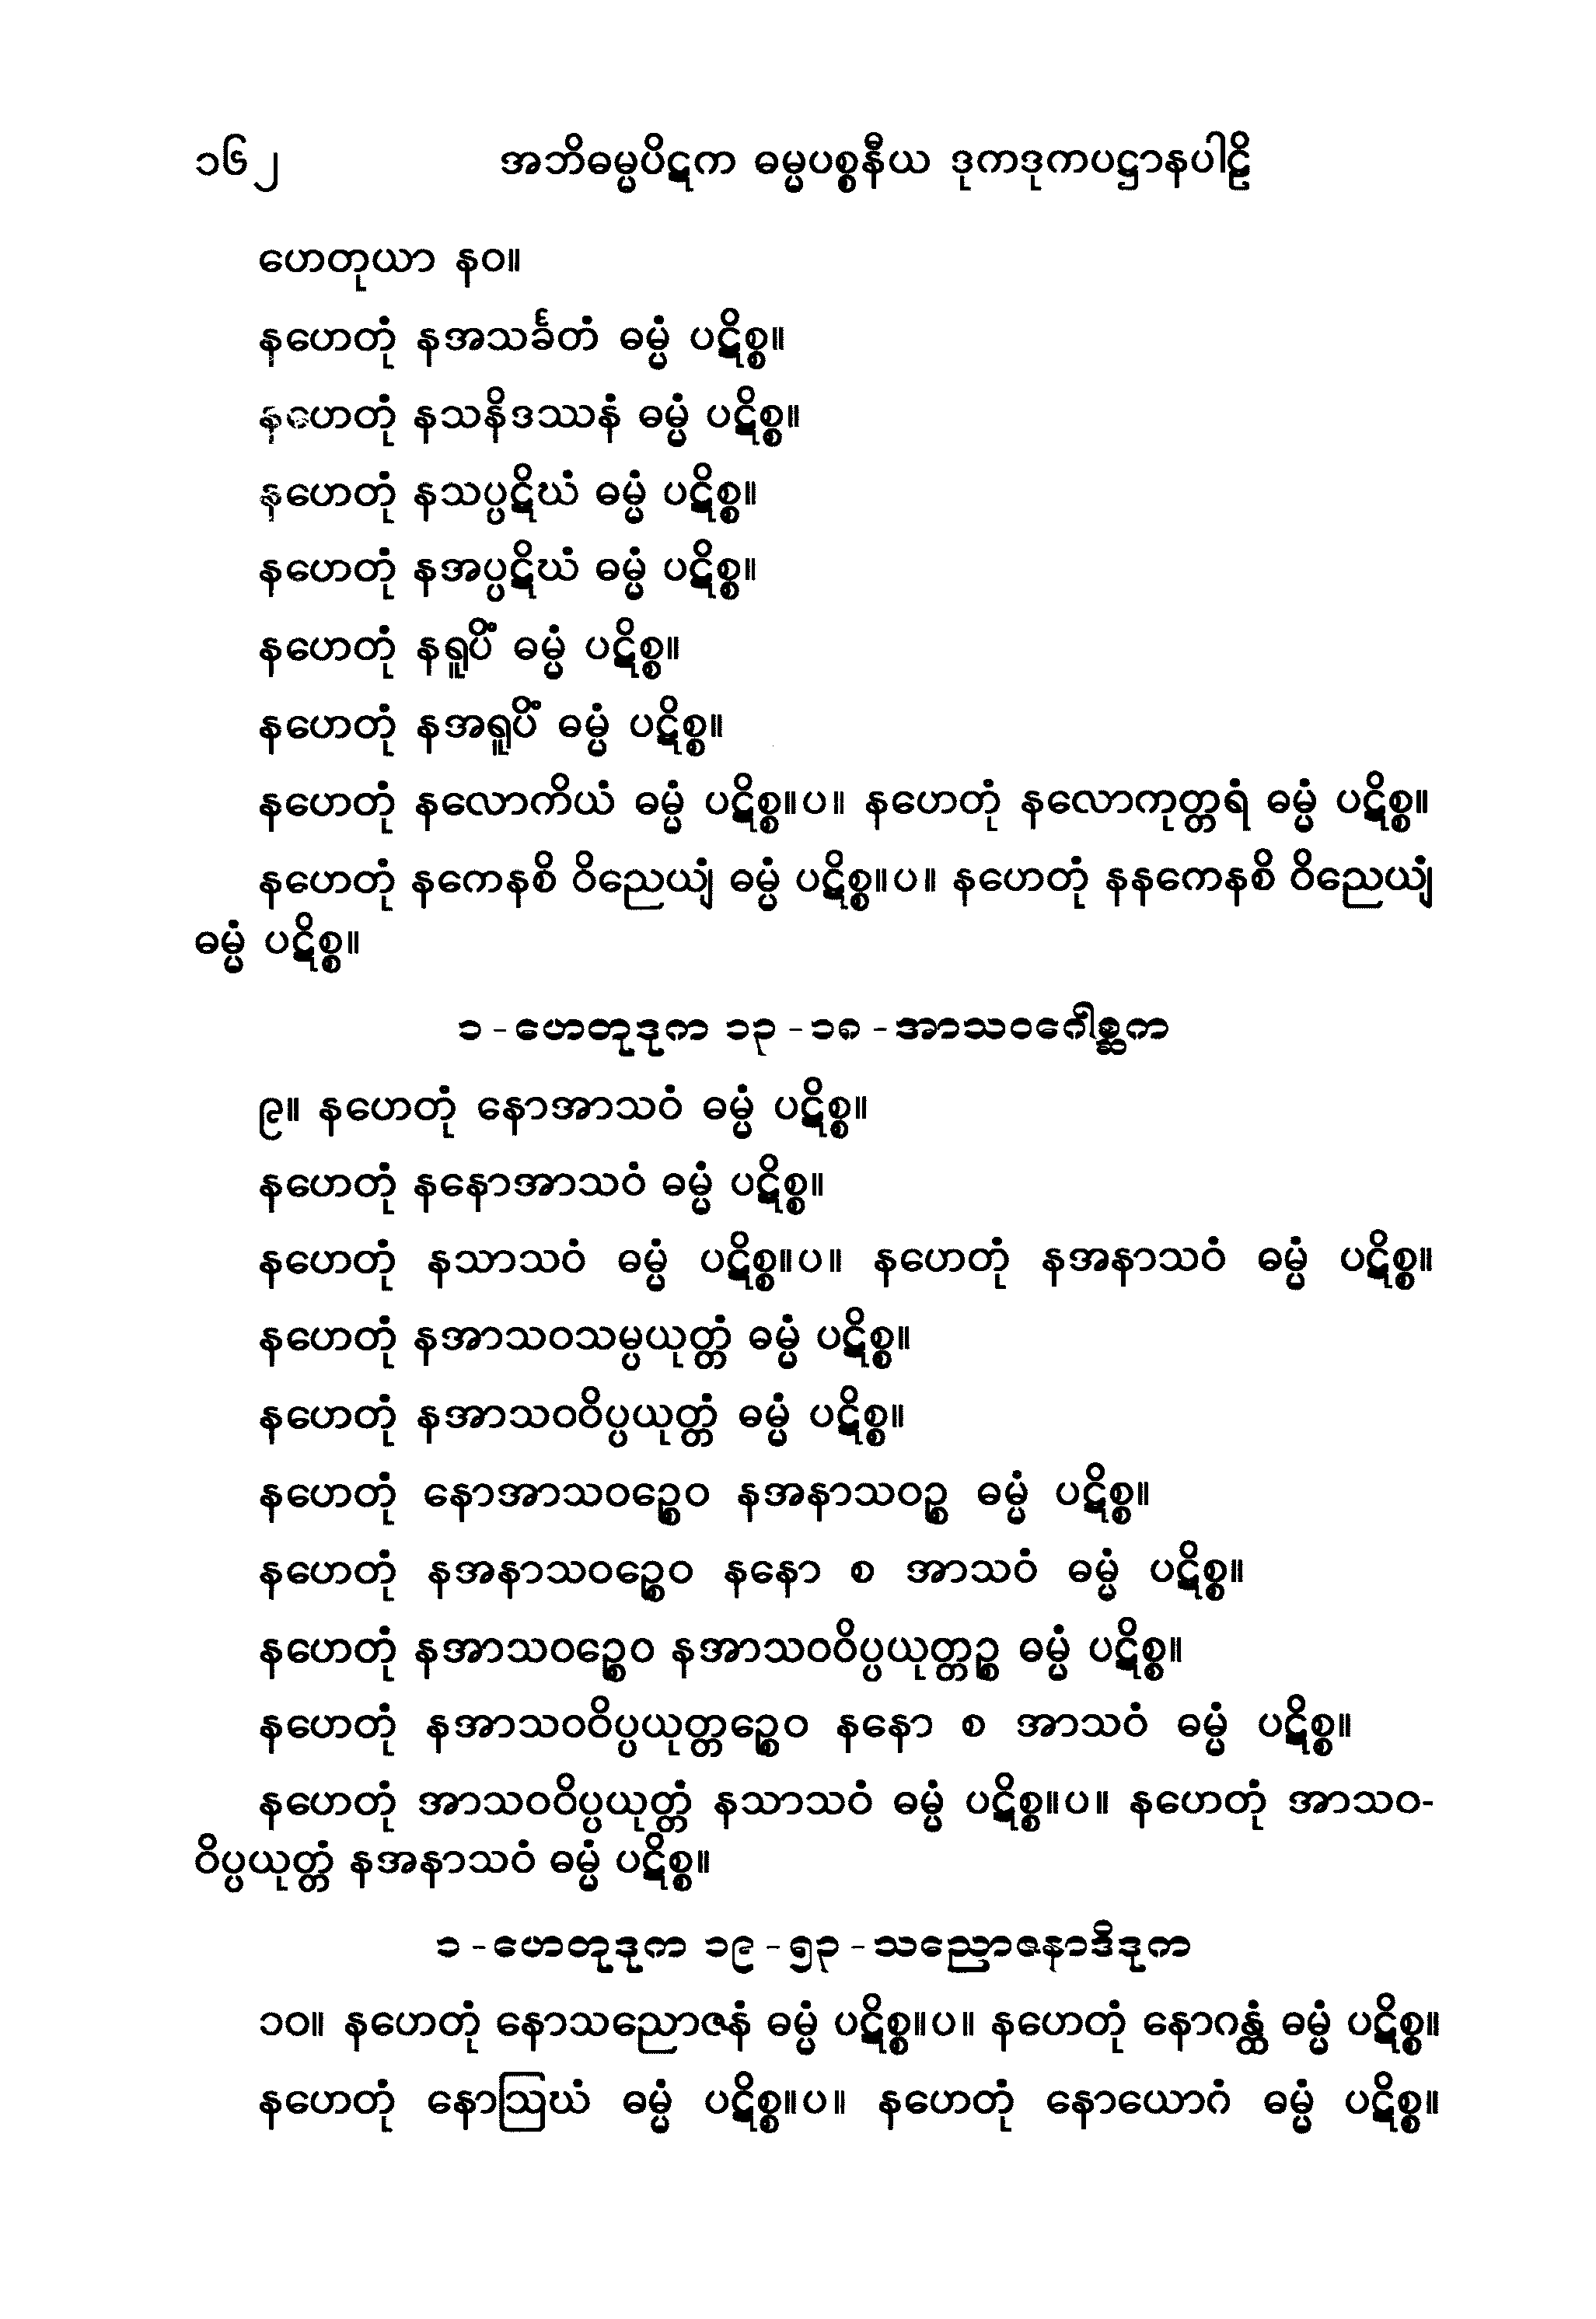 ၁၆၂ အဘိဓမ္မပိဋက ဓမ္မပစ္စနီယ ဒုကဒုကပဋ္ဌာနပါဠိ
ဟေတုယာ နဝ။
နဟေတုံ နအသင်္ခတံ ဓမ္မံ ပဋိစ္စ။
နဟေတုံ နသနိဒဿနံ ဓမ္မံ ပဋိစ္စ။
နဟေတုံ နသပ္ပဋိဃံ ဓမ္မံ ပဋိစ္စ။
နဟေတုံ နအပ္ပဋိဃံ ဓမ္မံ ပဋိစ္စ။
နဟေတုံ နရူပိံ ဓမ္မံ ပဋိစ္စ။
နဟေတုံ နအရူပိံ ဓမ္မံ ပဋိစ္စ။
နဟေတုံ နလောကိယံ ဓမ္မံ ပဋိစ္စ။ပ။ နဟေတုံ နလောကုတ္တရံ ဓမ္မံ ပဋိစ္စ။
နဟေတုံ နကေနစိ ဝိညေယျံ ဓမ္မံ ပဋိစ္စ။ပ။ နဟေတုံ နနကေနစိ ဝိညေယျံ
ဓမ္မံ ပဋိစ္စ။
၁ - ဟေတုဒုက ၁၃ - ၁၈ - အာသဝဂေါစ္ဆက
၉။ နဟေတုံ နောအာသဝံ ဓမ္မံ ပဋိစ္စ။
နဟေတုံ နနောအာသဝံ ဓမ္မံ ပဋိစ္စ။
နဟေတုံ နသာသဝံ ဓမ္မံ ပဋိစ္စ။ပ။ နဟေတုံ နအနာသဝံ ဓမ္မံ ပဋိစ္စ။
နဟေတုံ နအာသဝသမ္ပယုတ္တံ ဓမ္မံ ပဋိစ္စ။
နဟေတုံ နအာသဝဝိပ္ပယုတ္တံ ဓမ္မံ ပဋိစ္စ။
နဟေတုံ နောအာသဝဉ္စေဝ နအနာသဝဉ္စ ဓမ္မံ ပဋိစ္စ။
နဟေတုံ နအနာသဝဉ္စေဝ နနော စ အာသဝံ ဓမ္မံ ပဋိစ္စ။
နဟေတုံ နအာသဝဉ္စေဝ နအာသဝဝိပ္ပယုတ္တဉ္စ ဓမ္မံ ပဋိစ္စ။
နဟေတုံ နအာသဝဝိပ္ပယုတ္တဉ္စေဝ နနော စ အာသဝံ ဓမ္မံ ပဋိစ္စ။
နဟေတုံ အာသဝဝိပ္ပယုတ္တံ နသာသဝံ ဓမ္မံ ပဋိစ္စ။ပ။ နဟေတုံ အာသဝ-
ဝိပ္ပယုတ္တံ နအနာသဝံ ဓမ္မံ ပဋိစ္စ။
၁ - ဟေတုဒုက ၁၉ - ၅၃ - သညောဇနာဒိဒုက
၁၀။ နဟေတုံ နောသညောဇနံ ဓမ္မံ ပဋိစ္စ။ပ။ နဟေတုံ နောဂန္ထံ ဓမ္မံ ပဋိစ္စ။
နဟေတုံ နောဩဃံ ဓမ္မံ ပဋိစ္စ။ပ။ နဟေတုံ နောယောဂံ ဓမ္မံ ပဋိစ္စ။